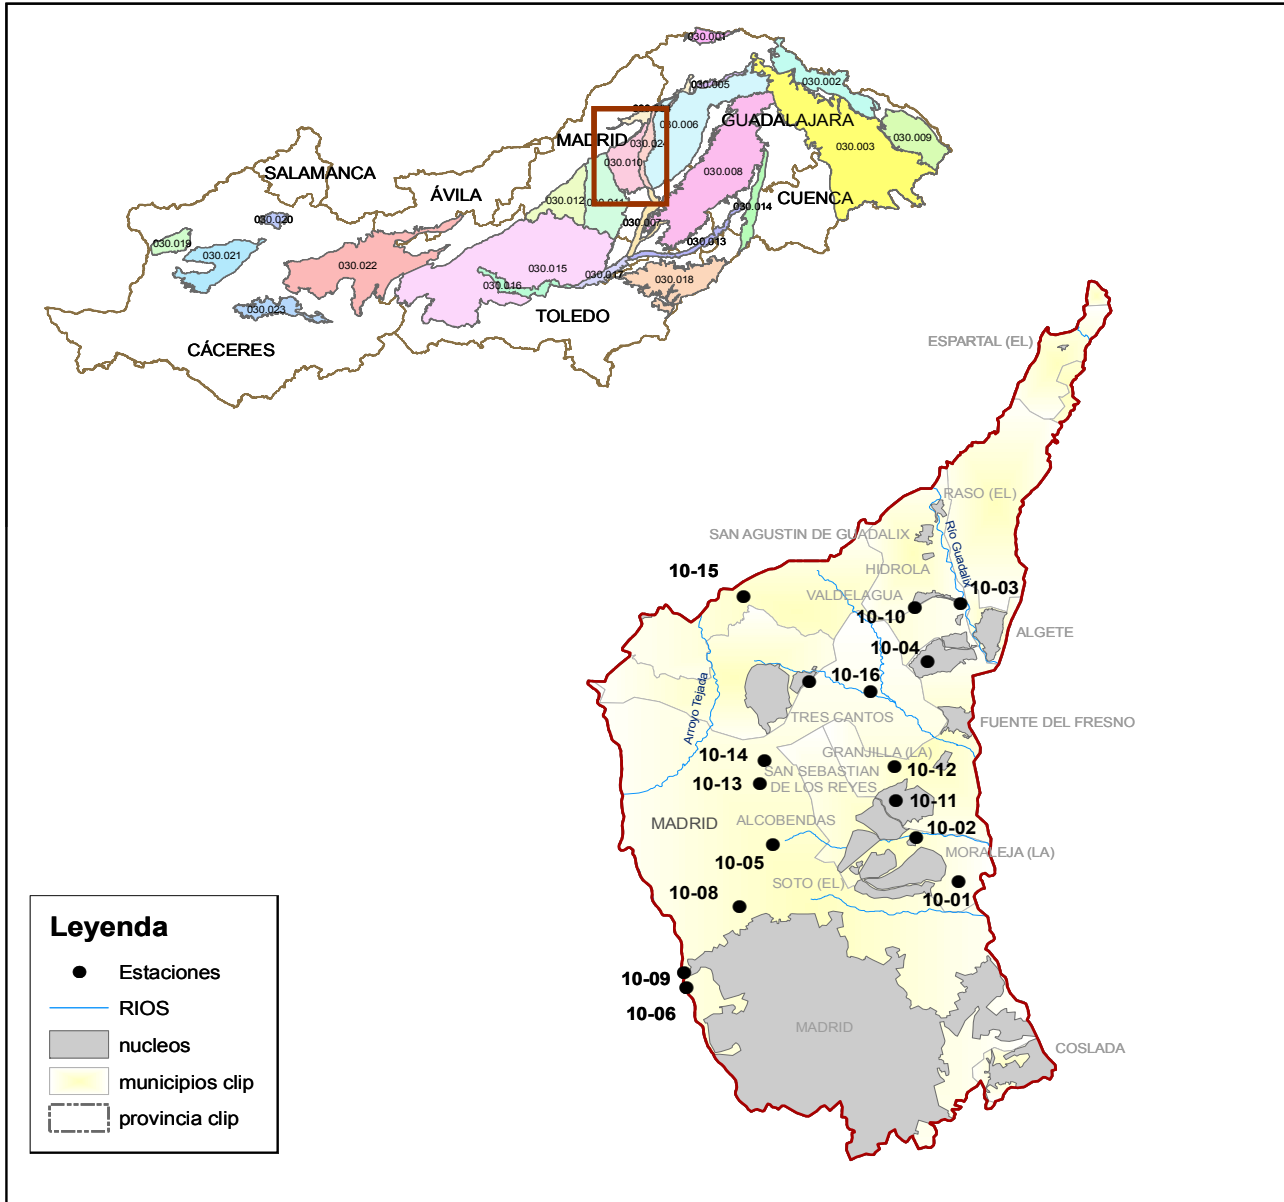 030.001
030.002
030.005
030.006
GUADALAJARA
MADRID
030.024
030.009
030.003
030.010
SALAMANCA
030.008
ÁVILA
030.012
CUENCA
030.014
030.020
030.007
030.019
030.013
030.021
030.022
030.015
030.017
030.018
030.016
030.023
TOLEDO
CÁCERES
ESPARTAL (EL)
RASO (EL)
SAN AGUSTIN DE GUADALIX
Río Guadalix
HIDROLA
10-15
10-03
VALDELAGUA
10-10
ALGETE
10-04
10-16
Arroyo Tejada
TRES CANTOS
FUENTE DEL FRESNO
GRANJILLA (LA)
10-14
10-12
SAN SEBASTIAN
DE LOS REYES
10-13
10-11
MADRID
ALCOBENDAS
10-02
MORALEJA (LA)
10-05
SOTO (EL)
10-08
10-01
10-09
10-06
MADRID
COSLADA
Leyenda
Estaciones
RIOS
nucleos
municipios clip
provincia clip